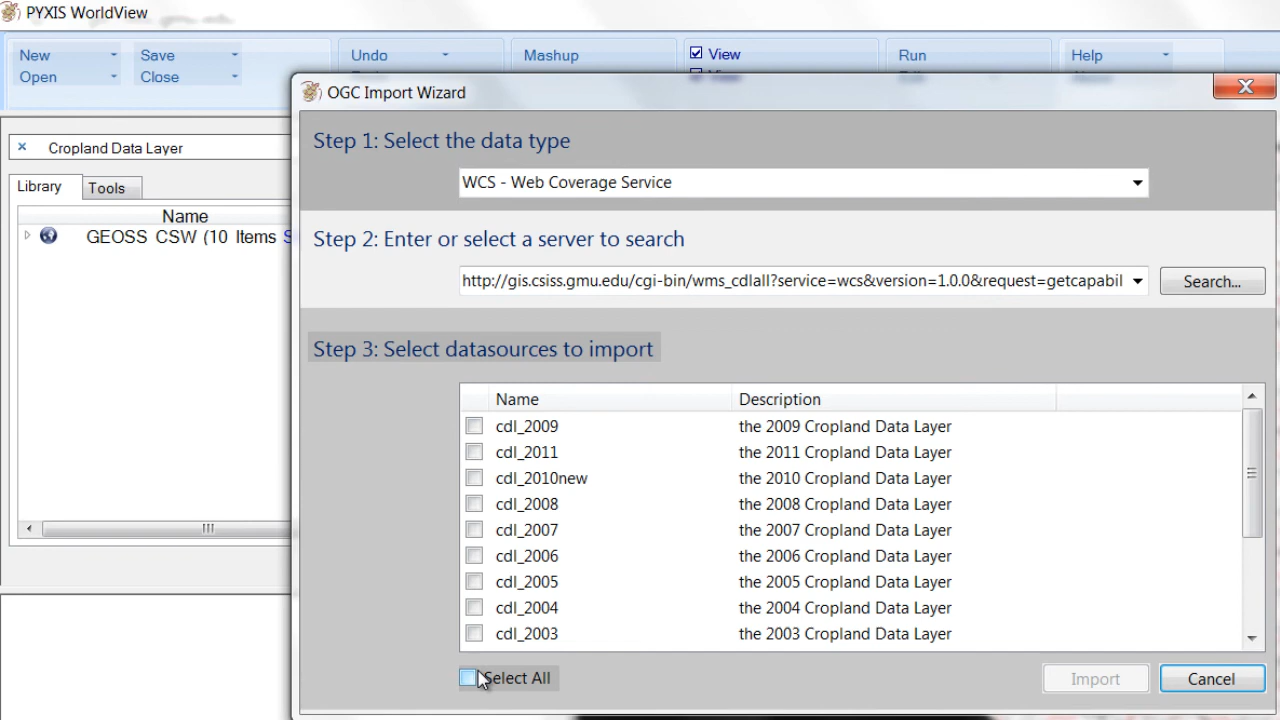 PYXIS WorldView
New Save Undo Mashup View Run Help
Open Close
OGC Import Wizard
Step 1: Select the data type
Cropland Data Layer
WCS - Web Coverage Service
Library Tools
Name
GEOSS CSW (10 Items
Step 2: Enter or select a server to search
http://gis.csiss.gmu.edu/cgi-bin/wms_cdlall?service=wcs&version=1.0.0&request=getcapabil
Search...
Step 3: Select datasources to import
Name Description
cdl_2009 the 2009 Cropland Data Layer
cdl_2011 the 2011 Cropland Data Layer
cdl_2010new the 2010 Cropland Data Layer
cdl_2008 the 2008 Cropland Data Layer
cdl_2007 the 2007 Cropland Data Layer
cdl_2006 the 2006 Cropland Data Layer
cdl_2005 the 2005 Cropland Data Layer
cdl_2004 the 2004 Cropland Data Layer
cdl_2003 the 2003 Cropland Data Layer
Select All
Import Cancel